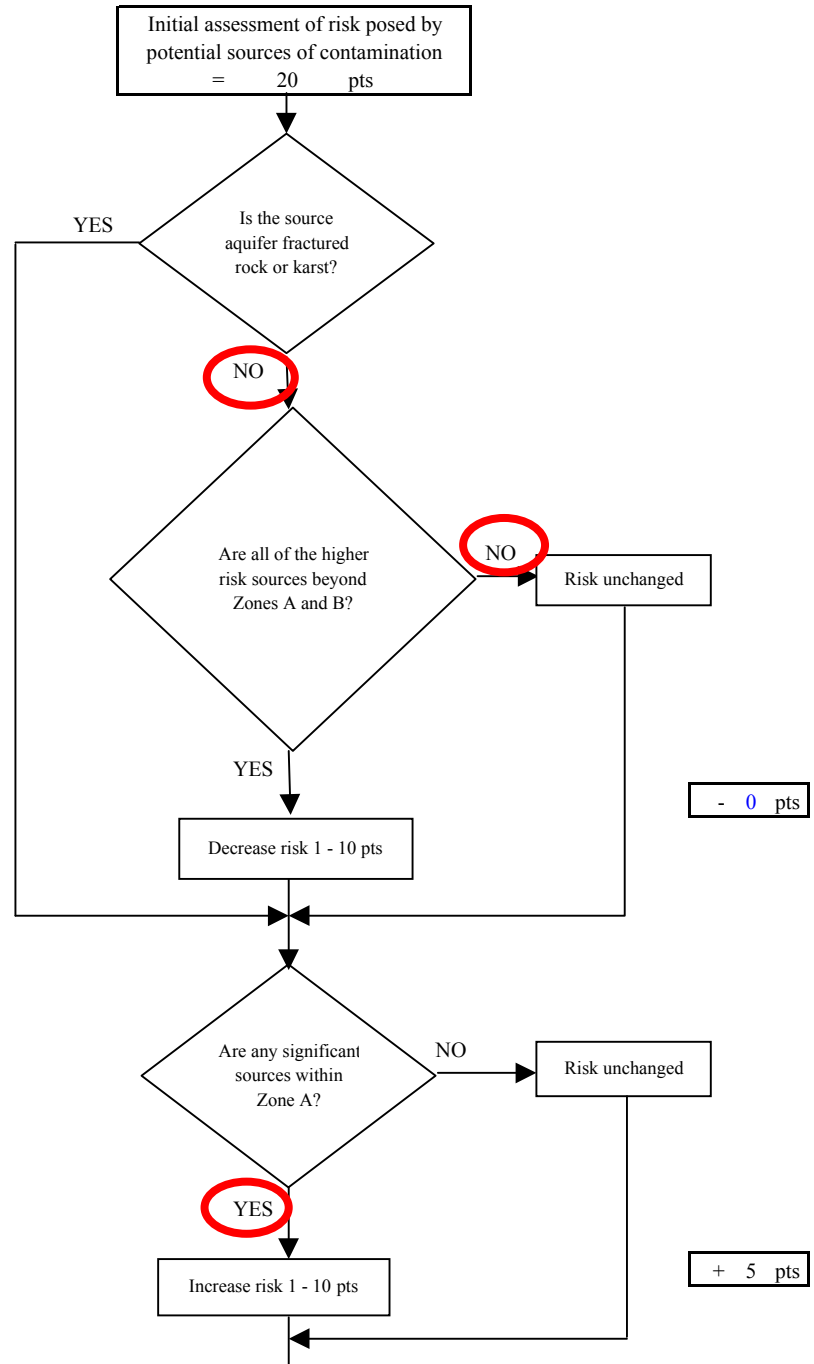 Initial assessment of risk posed by
potential sources of contamination
= 20 pts
YES
Is the source
aquifer fractured
rock or karst?
NO
Are all of the higher
risk sources beyond
Zones A and B?
NO
Risk unchanged
YES
- 0 pts
Decrease risk 1 - 10 pts
Are any significant
sources within
Zone A?
NO
Risk unchanged
YES
+ 5 pts
Increase risk 1 - 10 pts